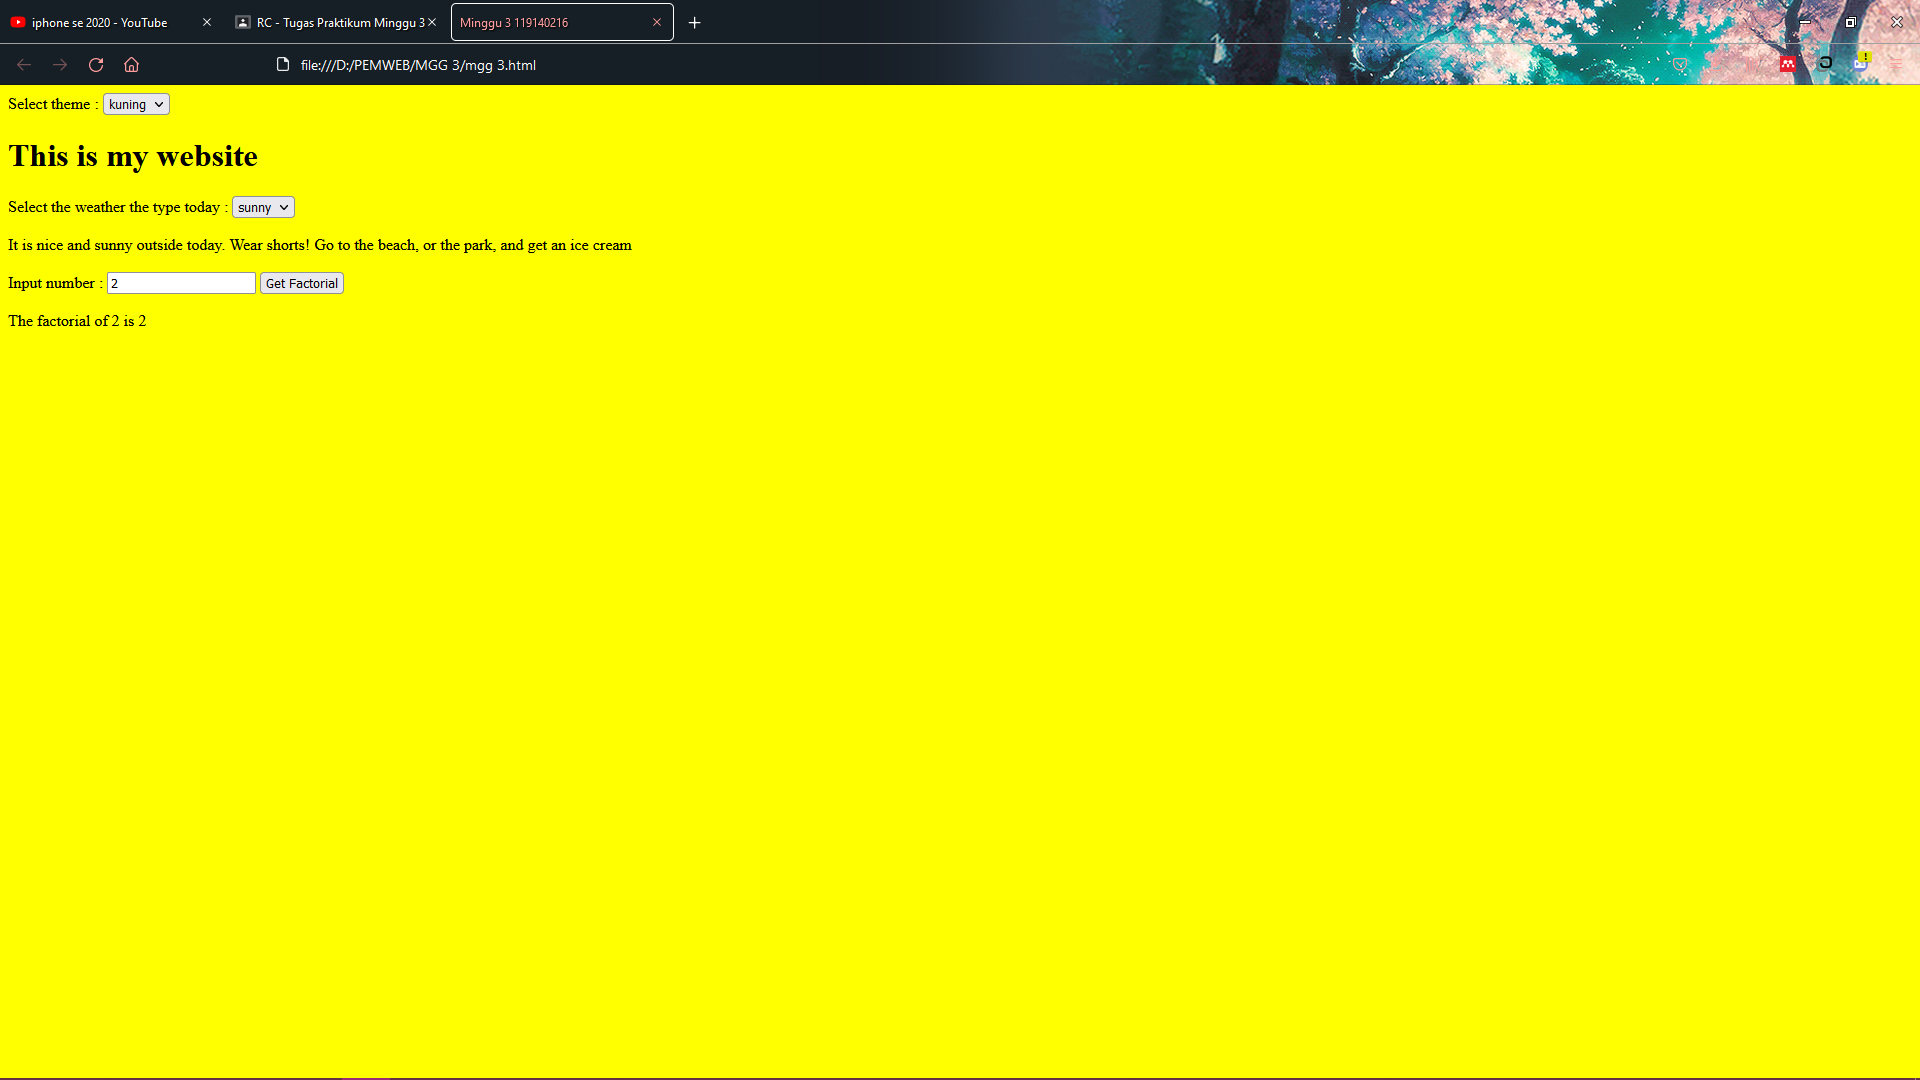 iphone se 2020 - YouTube
RC - Tugas Praktikum Minggu 3
Minggu 3 119140216
file:///D:/PEMWEB/MGG 3/mgg 3.html
Select theme : kuning
This is my website
Select the weather the type today : sunny
It is nice and sunny outside today. Wear shorts! Go to the beach, or the park, and get an ice cream
Input number : 2 Get Factorial
The factorial of 2 is 2